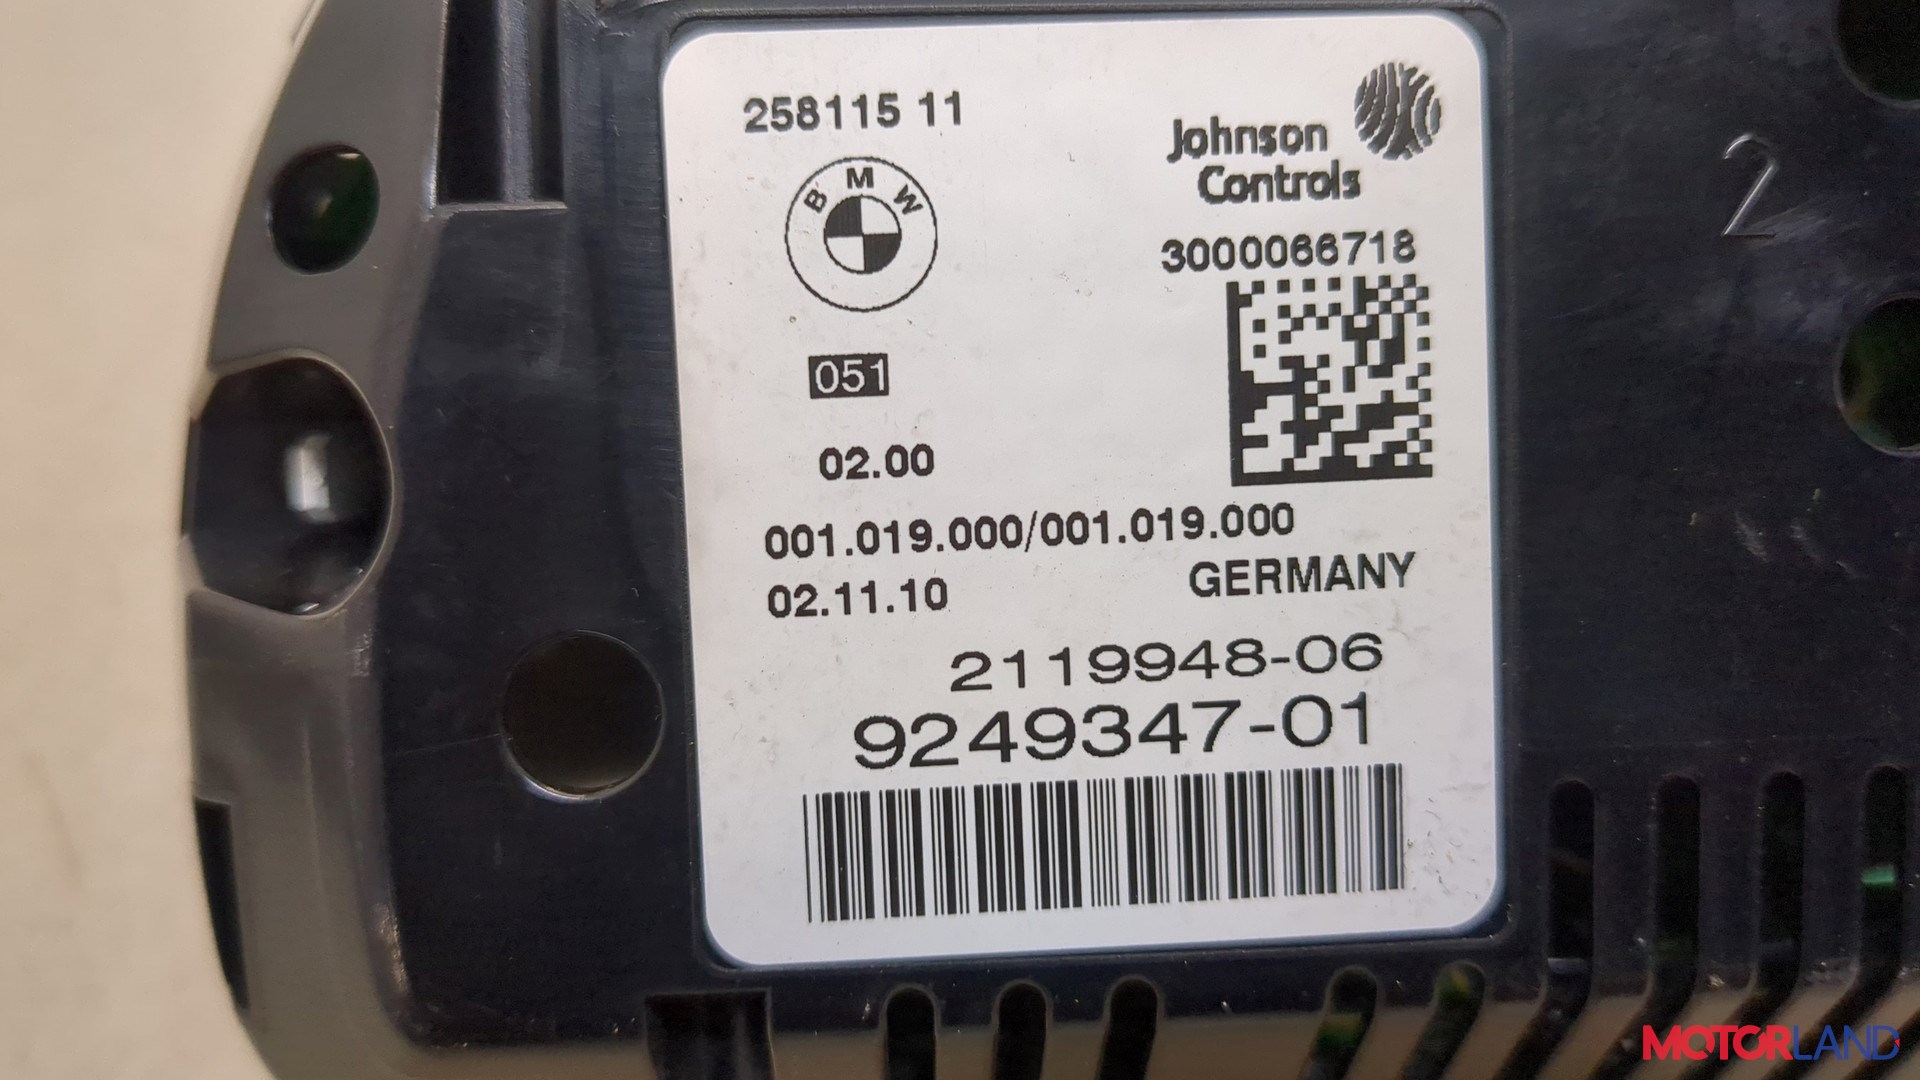 258115 11
Johnson
Controls
BMW
3000066718
051
02.00
001.019.000/001.019.000
02.11.10
GERMANY
2119948-06
9249347-01
2
MOTORLAND